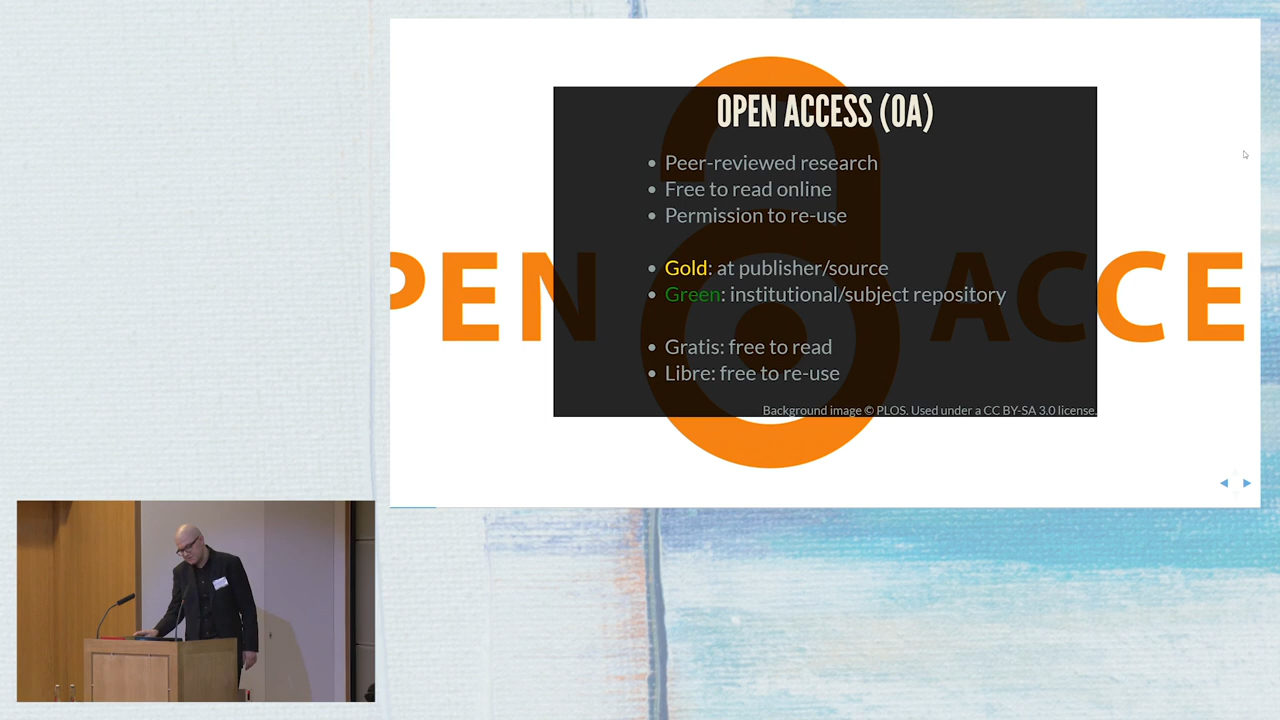 OPEN ACCESS (OA)
Peer-reviewed research
Free to read online
Permission to re-use
PEN ACCE
Gold: at publisher/source
Green: institutional/subject repository
Gratis: free to read
Libre: free to re-use
Background image © PLOS. Used under a CC BY-SA 3.0 license.